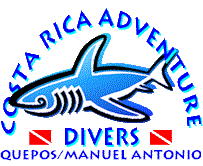 COSTA RICA ADVENTURE
DIVERS
QUEPOS/MANUEL ANTONIO